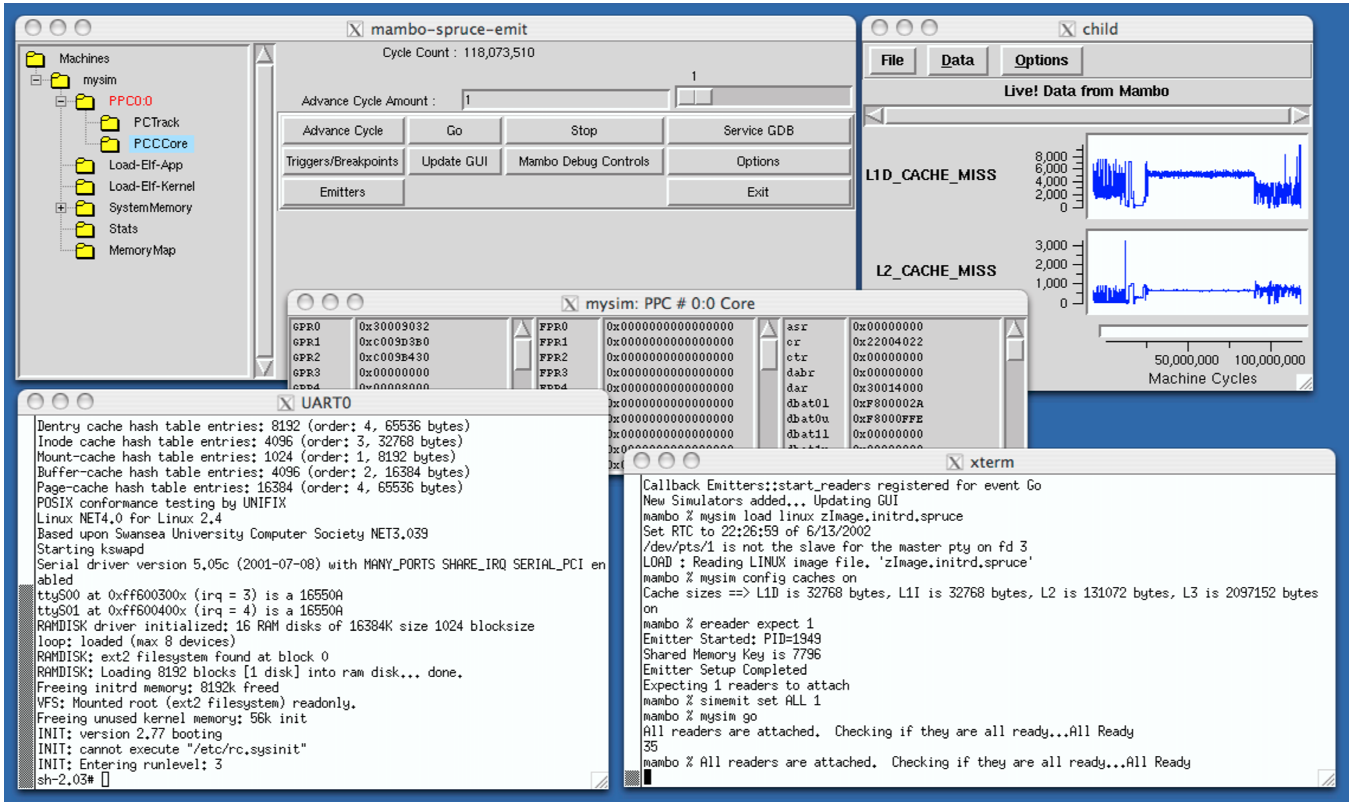 mambo-spruce-emit
Machines
mysim
PPC0:0
PCTrack
PCCCore
Load-Elf-App
Load-Elf-Kernel
SystemMemory
Stats
MemoryMap
Cycle Count : 118,073,510
1
Advance Cycle Amount : 1
Advance Cycle Go Stop Service GDB
Triggers/Breakpoints Update GUI Mambo Debug Controls Options
Emitters Exit
child
File Data Options
Live! Data from Mambo
L1D_CACHE_MISS
8,000
6,000
4,000
2,000
0
L2_CACHE_MISS
3,000
2,000
1,000
0
50,000,000 100,000,000
Machine Cycles
mysim: PPC # 0:0 Core
GPR0 0x30009032 FPR0 0x0000000000000000 asr 0x00000000
GPR1 0xC009D3B0 FPR1 0x0000000000000000 cr 0x22004022
GPR2 0xC009B430 FPR2 0x0000000000000000 ctr 0x00000000
GPR3 0x00000000 FPR3 0x0000000000000000 dabr 0x00000000
GPR4 0x00008000 FPR4 0x0000000000000000 dar 0x30014000
0x0000000000000000 dbat0l 0xF800002A
0x0000000000000000 dbat0u 0xF8000FFE
0x0000000000000000 dbat1l 0x00000000
UART0
Dentry cache hash table entries: 8192 (order: 4, 65536 bytes)
Inode cache hash table entries: 4096 (order: 3, 32768 bytes)
Mount-cache hash table entries: 1024 (order: 1, 8192 bytes)
Buffer-cache hash table entries: 4096 (order: 2, 16384 bytes)
Page-cache hash table entries: 16384 (order: 4, 65536 bytes)
POSIX conformance testing by UNIFIX
Linux NET4.0 for Linux 2.4
Based upon Swansea University Computer Society NET3.039
Starting kswapd
Serial driver version 5.05c (2001-07-08) with MANY_PORTS SHARE_IRQ SERIAL_PCI en
abled
ttyS00 at 0xff600300x (irq = 3) is a 16550A
ttyS01 at 0xff600400x (irq = 4) is a 16550A
RAMDISK driver initialized: 16 RAM disks of 16384K size 1024 blocksize
loop: loaded (max 8 devices)
RAMDISK: ext2 filesystem found at block 0
RAMDISK: Loading 8192 blocks [1 disk] into ram disk... done.
Freeing initrd memory: 8192k freed
VFS: Mounted root (ext2 filesystem) readonly.
Freeing unused kernel memory: 56k init
INIT: version 2.77 booting
INIT: cannot execute "/etc/rc.sysinit"
INIT: Entering runlevel: 3
sh-2.03#
xterm
Callback Emitters::start_readers registered for event Go
New Simulators added... Updating GUI
mambo % mysim load linux zImage.initrd.spruce
Set RTC to 22:26:59 of 6/13/2002
/dev/pts/1 is not the slave for the master pty on fd 3
LOAD : Reading LINUX image file. 'zImage.initrd.spruce'
mambo % mysim config caches on
Cache sizes ==> L1D is 32768 bytes, L1I is 32768 bytes, L2 is 131072 bytes, L3 is 2097152 bytes
on
mambo % ereader expect 1
Emitter Started: PID=1949
Shared Memory Key is 7796
Emitter Setup Completed
Expecting 1 readers to attach
mambo % simemit set ALL 1
mambo % mysim go
All readers are attached.  Checking if they are all ready...All Ready
35
mambo % All readers are attached.  Checking if they are all ready...All Ready